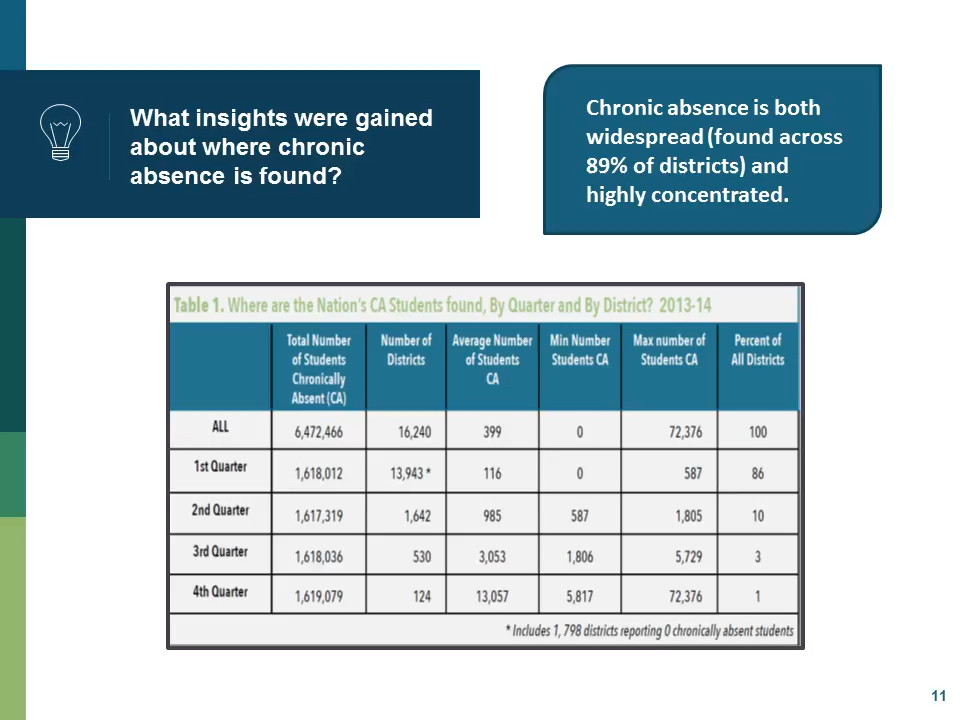 What insights were gained
about where chronic
absence is found?
Chronic absence is both
widespread (found across
89% of districts) and
highly concentrated.
Table 1. Where are the Nation's CA Students found, By Quarter and By District? 2013-14
Total Number of Students Chronically Absent (CA) Number of Districts Average Number of Students CA Min Number Students CA Max number of Students CA Percent of All Districts
ALL 6,472,466 16,240 399 0 72,376 100
1st Quarter 1,618,012 13,943 * 116 0 587 86
2nd Quarter 1,617,319 1,642 985 587 1,805 10
3rd Quarter 1,618,036 530 3,053 1,806 5,729 3
4th Quarter 1,619,079 124 13,057 5,817 72,376 1
* Includes 1, 798 districts reporting 0 chronically absent students
11